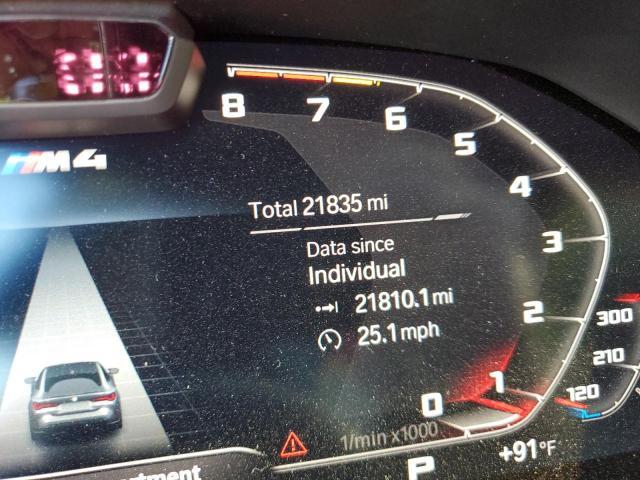 8 7 6 5 4 3 2 1 0
M4
Total 21835 mi
Data since
Individual
21810.1 mi
25.1 mph
300
210
120
1/min x1000
P
+91°F